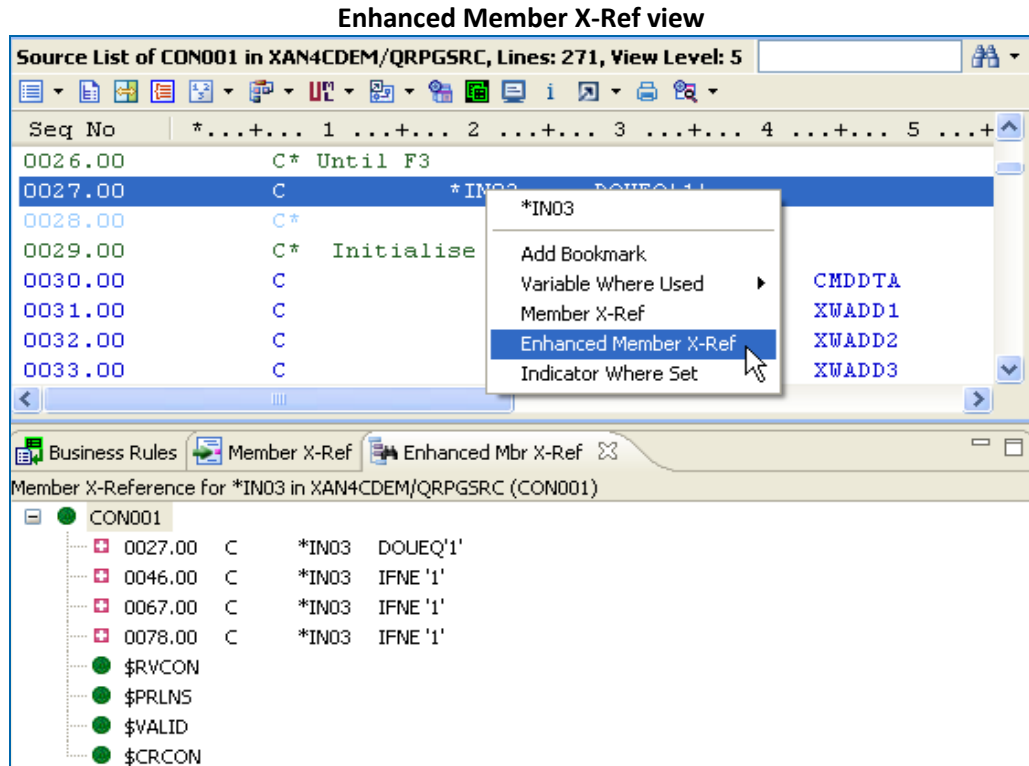 Enhanced Member X-Ref view
Source List of CON001 in XAN4CDEM/QRPGSRC, Lines: 271, View Level: 5
Seq No *...+... 1 ...+... 2 ...+... 3 ...+... 4 ...+... 5 ...+
0026.00 C* Until F3
0027.00 C *IN03 DOUEQ'1'
0028.00 C*
0029.00 C* Initialise
0030.00 C CMDDTA
0031.00 C XWADD1
0032.00 C XWADD2
0033.00 C XWADD3
*IN03
Add Bookmark
Variable Where Used
Member X-Ref
Enhanced Member X-Ref
Indicator Where Set
Business Rules Member X-Ref Enhanced Mbr X-Ref
Member X-Reference for *IN03 in XAN4CDEM/QRPGSRC (CON001)
CON001
0027.00 C *IN03 DOUEQ'1'
0046.00 C *IN03 IFNE '1'
0067.00 C *IN03 IFNE '1'
0078.00 C *IN03 IFNE '1'
$RVCON
$PRLNS
$VALID
$CRCON